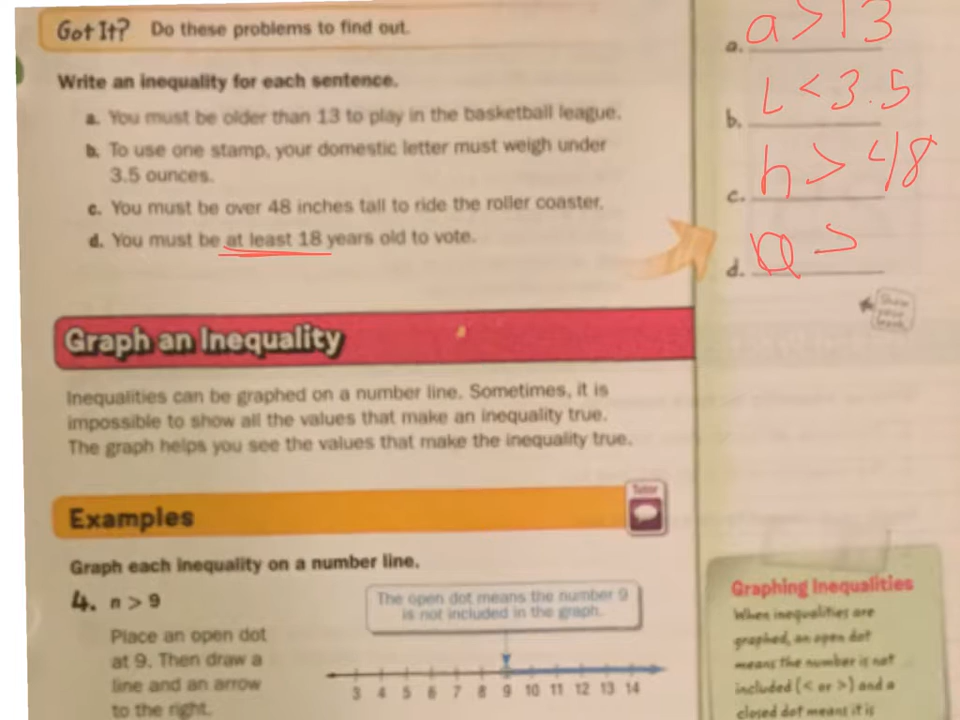 Got It? Do these problems to find out.
Write an inequality for each sentence.
a. You must be older than 13 to play in the basketball league.
b. To use one stamp, your domestic letter must weigh under
3.5 ounces.
c. You must be over 48 inches tall to ride the roller coaster.
d. You must be at least 18 years old to vote.
a. a > 13
b. L < 3.5
c. h > 48
d. a >
Show
your
work.
Graph an Inequality
Inequalities can be graphed on a number line. Sometimes, it is
impossible to show all the values that make an inequality true.
The graph helps you see the values that make the inequality true.
Examples
Tutor
Graph each inequality on a number line.
4. n > 9
Place an open dot
at 9. Then draw a
line and an arrow
to the right.
The open dot means the number 9
is not included in the graph.
3 4 5 6 7 8 9 10 11 12 13 14
Graphing Inequalities
When inequalities are
graphed, an open dot
means the number is not
included (< or >) and a
closed dot means it is